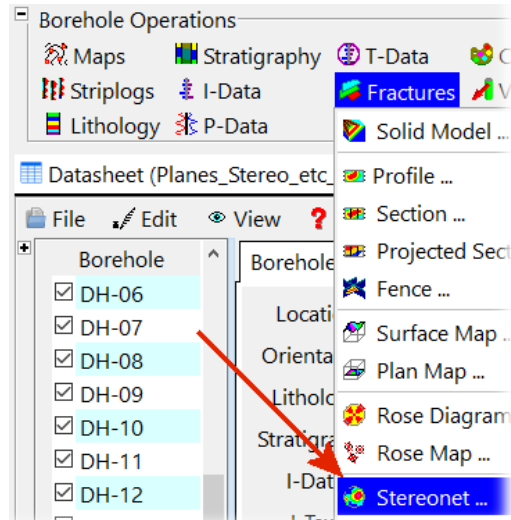 Borehole Operations
Maps Stratigraphy T-Data
Striplogs I-Data Fractures
Lithology P-Data Solid Model ...
Datasheet (Planes_Stereo_etc_ Profile ...
File Edit View ? Section ...
Borehole Borehole Projected Sect
DH-06 Fence ...
DH-07 Surface Map ..
DH-08 Plan Map ...
DH-09 Rose Diagram
DH-10 Rose Map ...
DH-11
DH-12 I-Dat Stereonet ...